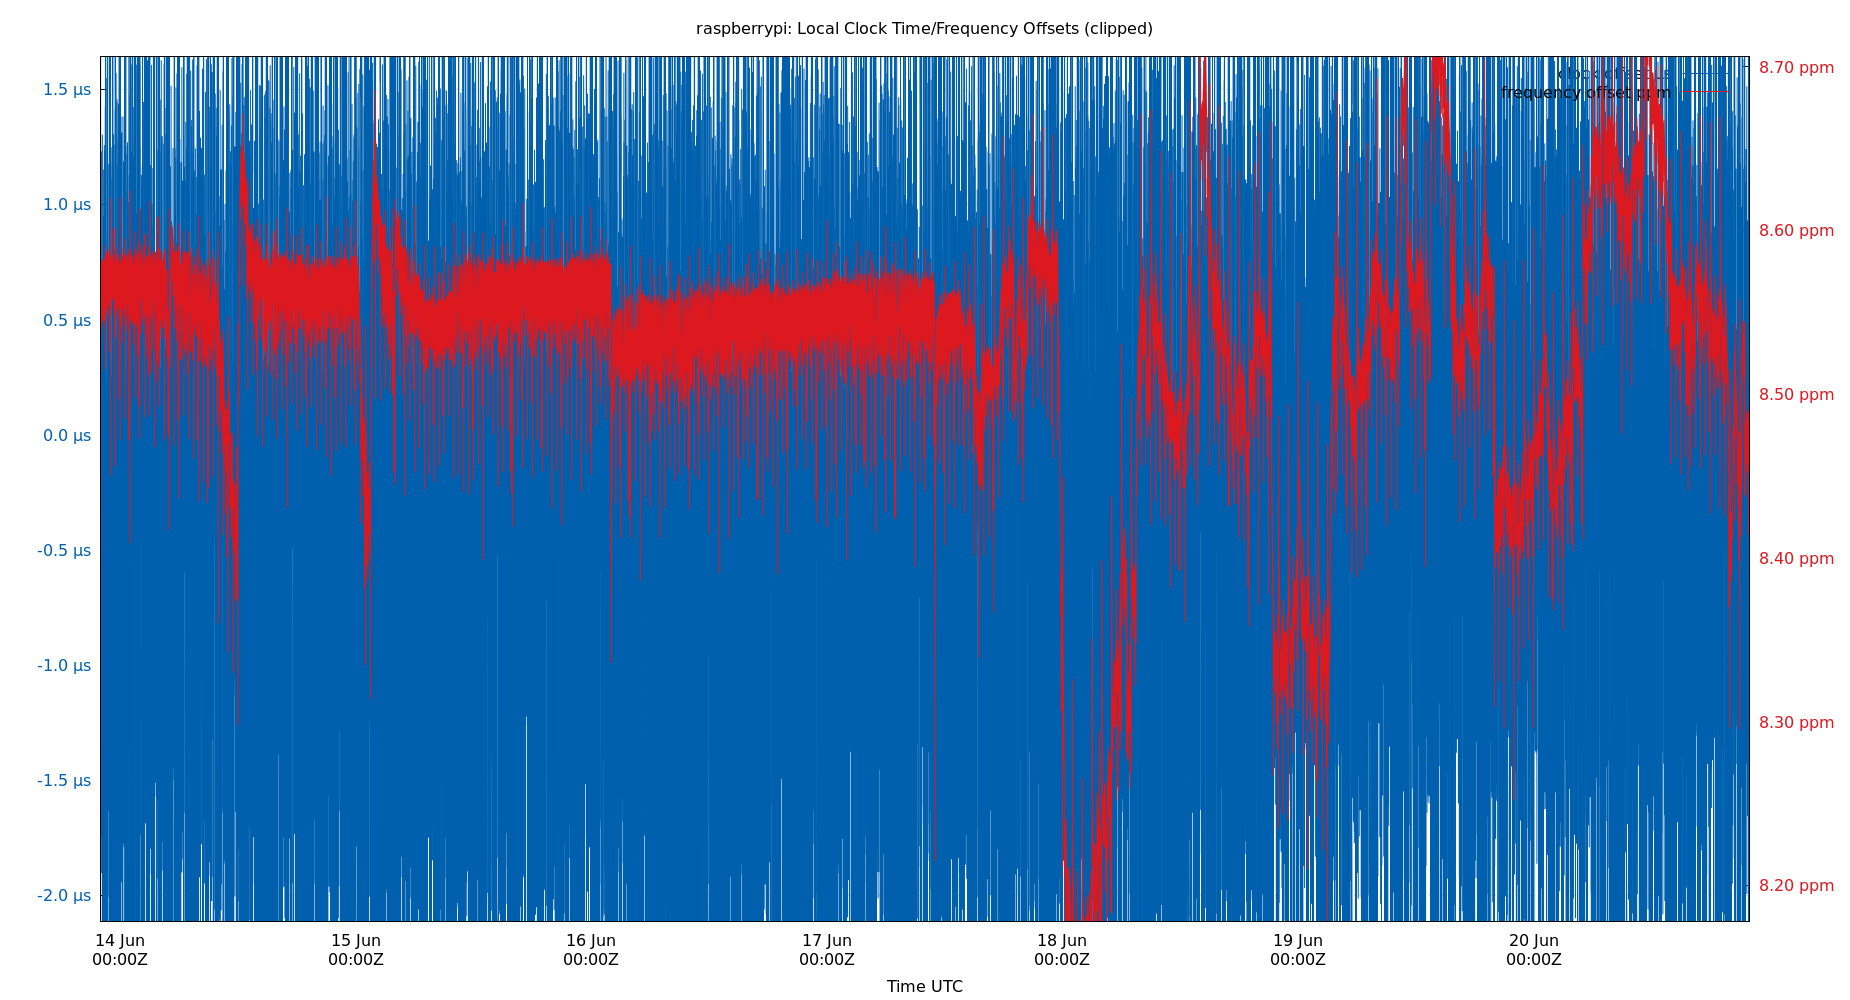 raspberrypi: Local Clock Time/Frequency Offsets (clipped)
clock offset µs
frequency offset ppm
1.5 µs
1.0 µs
0.5 µs
0.0 µs
-0.5 µs
-1.0 µs
-1.5 µs
-2.0 µs
8.70 ppm
8.60 ppm
8.50 ppm
8.40 ppm
8.30 ppm
8.20 ppm
14 Jun 15 Jun 16 Jun 17 Jun 18 Jun 19 Jun 20 Jun
00:00Z 00:00Z 00:00Z 00:00Z 00:00Z 00:00Z 00:00Z
Time UTC